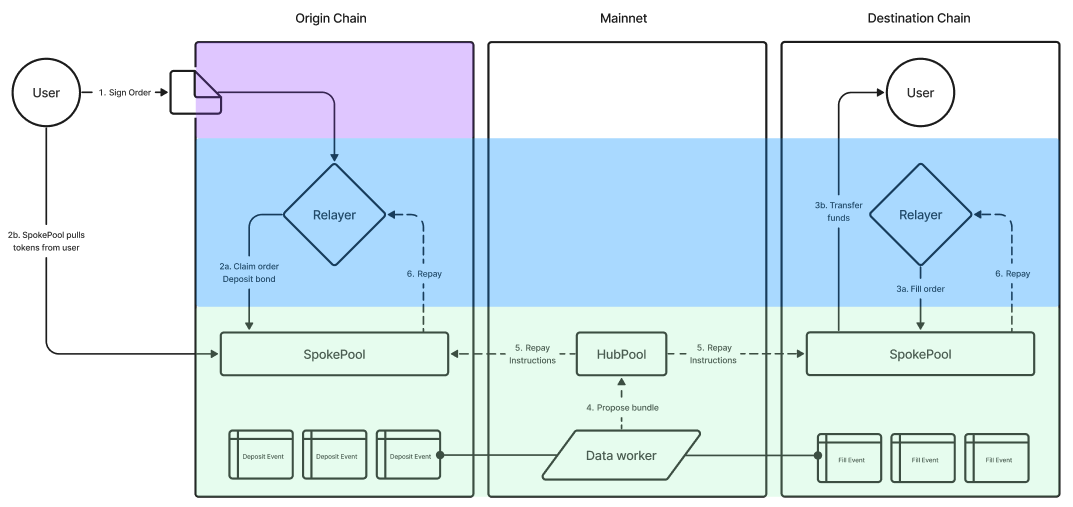 Origin Chain
Mainnet
Destination Chain
User
1. Sign Order
User
Relayer
3b. Transfer
funds
Relayer
2b. SpokePool pulls
tokens from user
2a. Claim order
Deposit bond
6. Repay
3a. Fill order
6. Repay
SpokePool
5. Repay
Instructions
HubPool
5. Repay
Instructions
SpokePool
4. Propose bundle
Deposit Event
Deposit Event
Deposit Event
Data worker
Fill Event
Fill Event
Fill Event